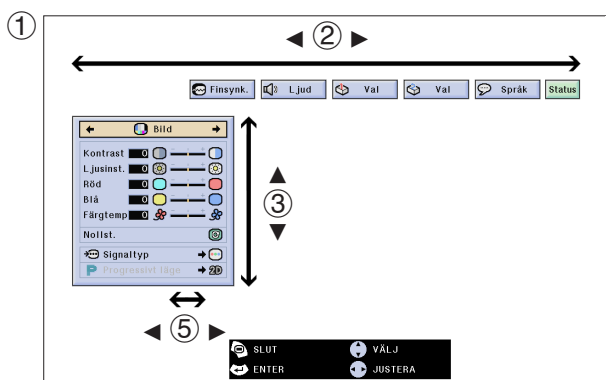 ①
◀ ② ▶
Finsynk. Ljud Val Val Språk Status
Bild
Kontrast 0
Ljusinst. 0
Röd 0
Blå 0
Färgtemp 0
Nollst.
Signaltyp
P Progressivt läge 2D
③
◀ ⑤ ▶
SLUT VÄLJ
ENTER JUSTERA